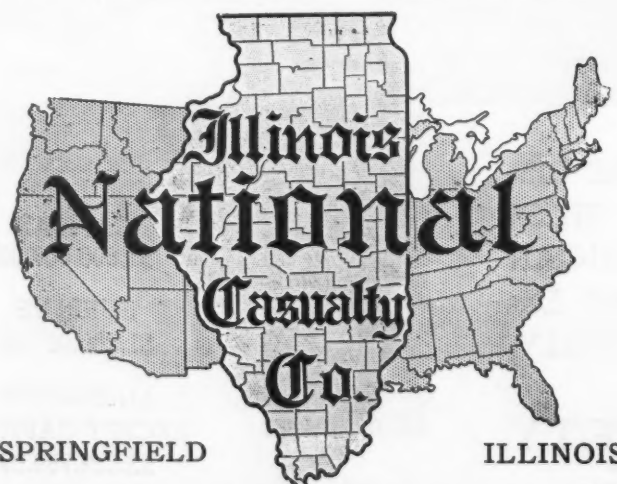 Illinois
National
Casualty
Co.
SPRINGFIELD ILLINOIS